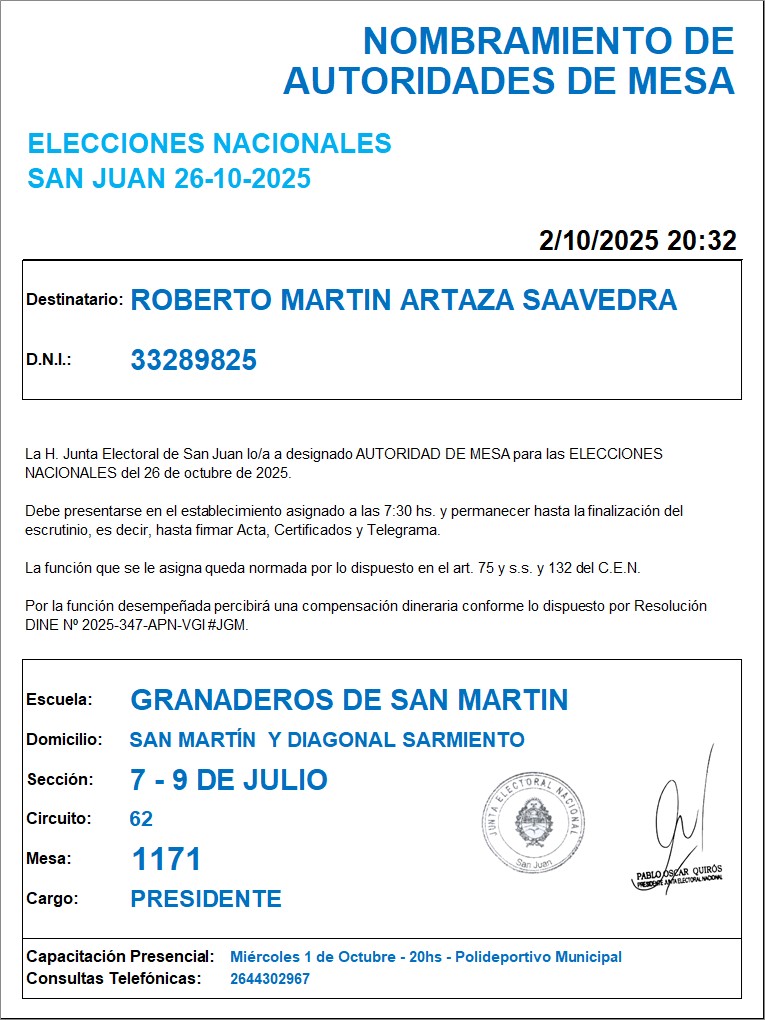 NOMBRAMIENTO DE
AUTORIDADES DE MESA
ELECCIONES NACIONALES
SAN JUAN 26-10-2025
2/10/2025 20:32
Destinatario: ROBERTO MARTIN ARTAZA SAAVEDRA
D.N.I.: 33289825
La H. Junta Electoral de San Juan lo/a a designado AUTORIDAD DE MESA para las ELECCIONES
NACIONALES del 26 de octubre de 2025.
Debe presentarse en el establecimiento asignado a las 7:30 hs. y permanecer hasta la finalización del
escrutinio, es decir, hasta firmar Acta, Certificados y Telegrama.
La función que se le asigna queda normada por lo dispuesto en el art. 75 y s.s. y 132 del C.E.N.
Por la función desempeñada percibirá una compensación dineraria conforme lo dispuesto por Resolución
DINE Nº 2025-347-APN-VGI#JGM.
Escuela: GRANADEROS DE SAN MARTIN
Domicilio: SAN MARTÍN Y DIAGONAL SARMIENTO
Sección: 7 - 9 DE JULIO
Circuito: 62
Mesa: 1171
Cargo: PRESIDENTE
JUNTA ELECTORAL NACIONAL
San Juan
PABLO OSCAR QUIRÓS
PRESIDENTE JUNTA ELECTORAL NACIONAL
Capacitación Presencial: Miércoles 1 de Octubre - 20hs - Polideportivo Municipal
Consultas Telefónicas: 2644302967